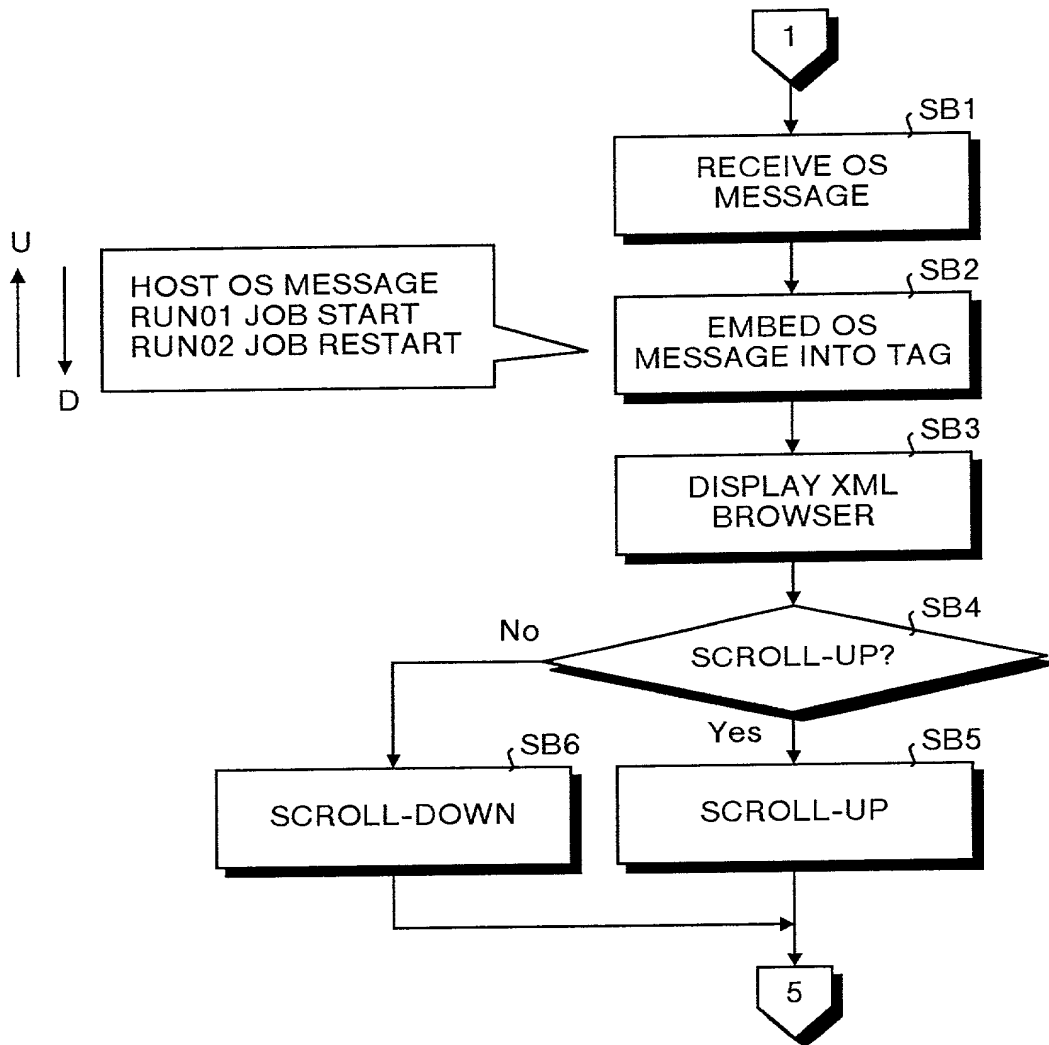 1
SB1
RECEIVE OS
MESSAGE
U
D
HOST OS MESSAGE
RUN01 JOB START
RUN02 JOB RESTART
SB2
EMBED OS
MESSAGE INTO TAG
SB3
DISPLAY XML
BROWSER
SB4
SCROLL-UP?
No
Yes
SB6
SCROLL-DOWN
SB5
SCROLL-UP
5